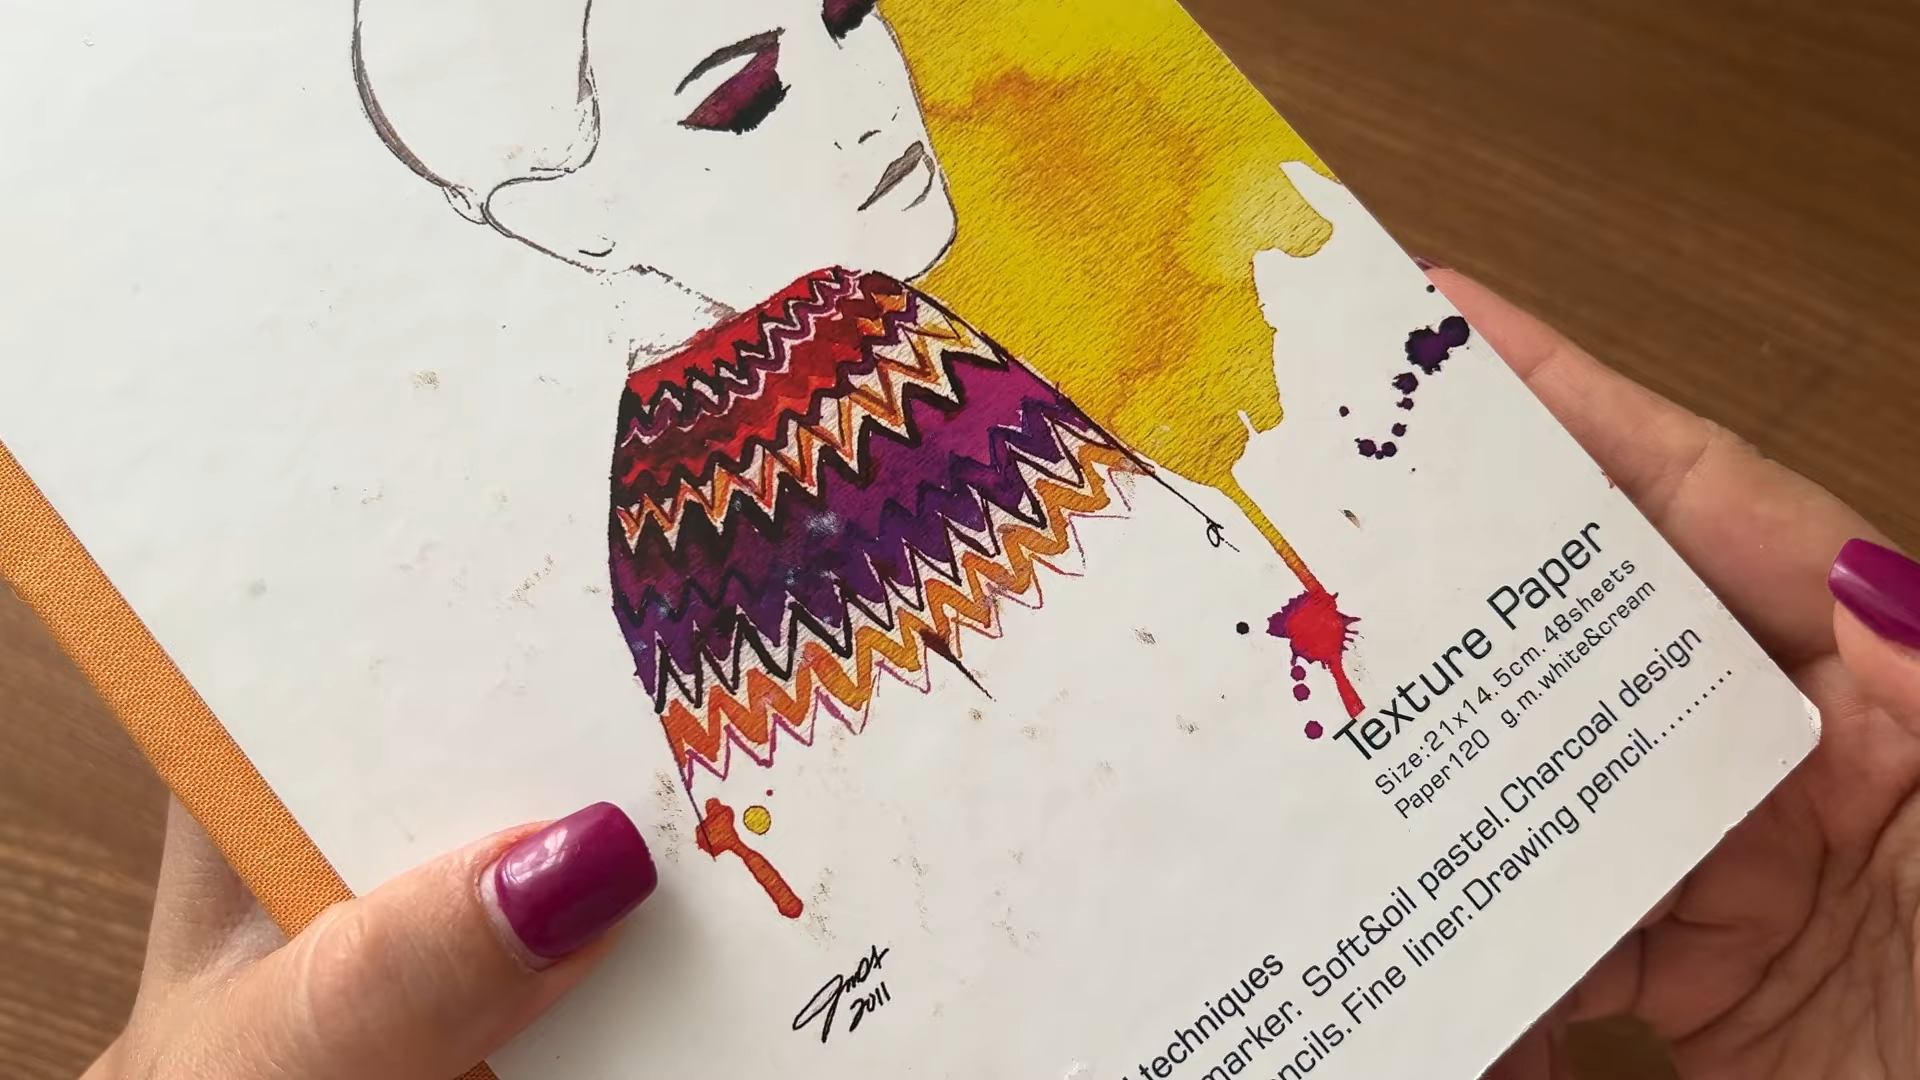 Texture Paper
Size:21x14.5cm. 48sheets
Paper120 g.m.white&cream
techniques
marker. Soft&oil pastel.Charcoal design
ncils.Fine liner.Drawing pencil..........
2011